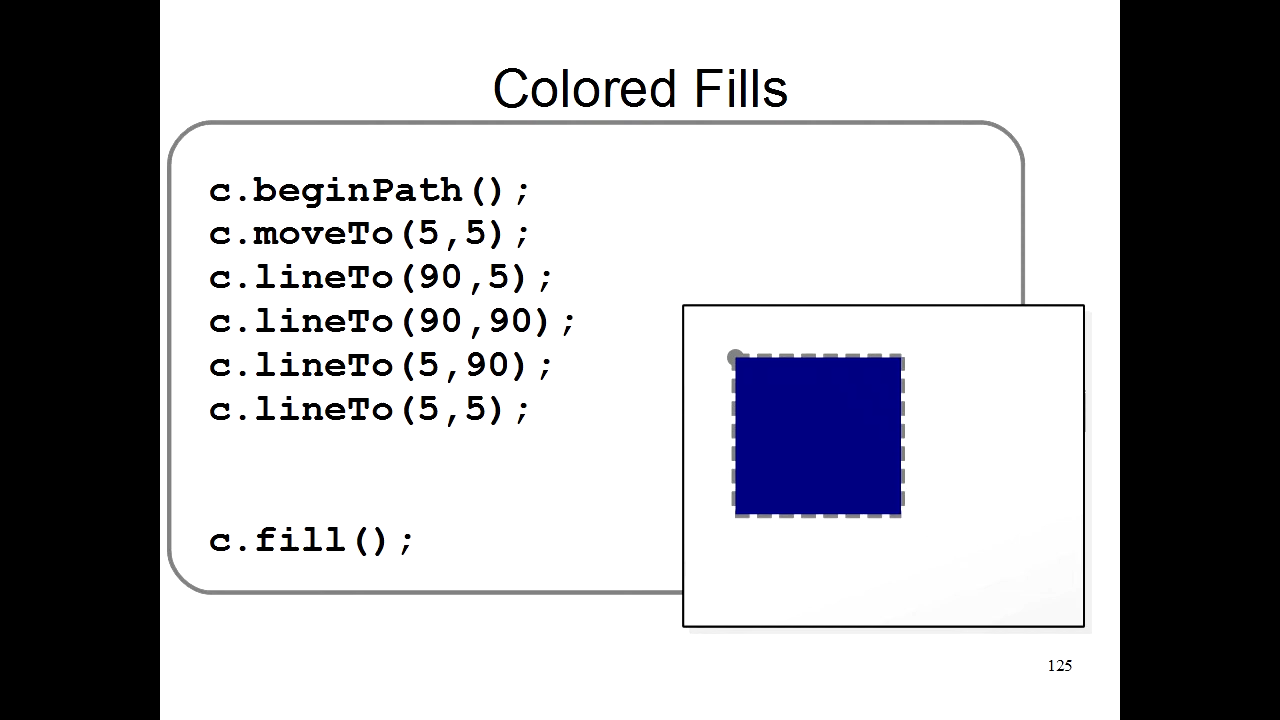 Colored Fills
c.beginPath();
c.moveTo(5,5);
c.lineTo(90,5);
c.lineTo(90,90);
c.lineTo(5,90);
c.lineTo(5,5);
c.fill();
125